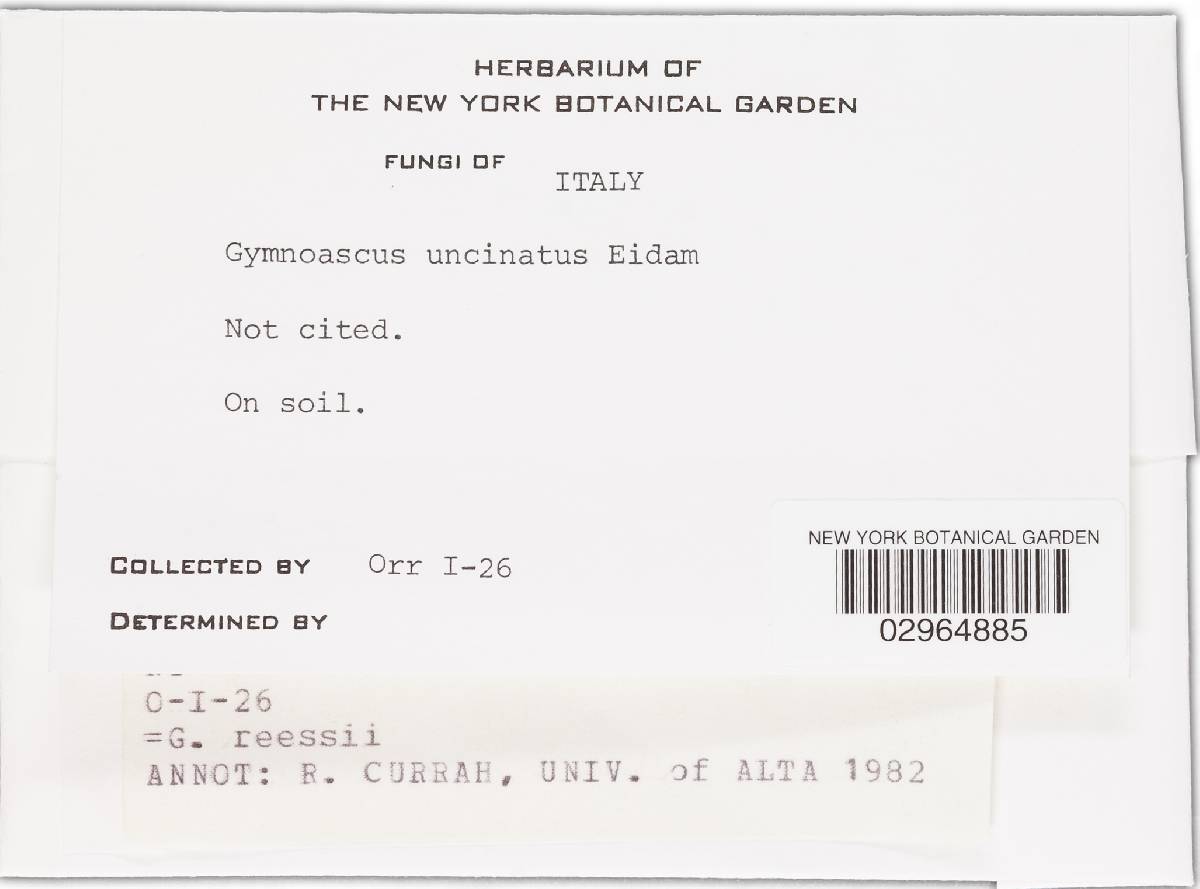 HERBARIUM OF
THE NEW YORK BOTANICAL GARDEN
FUNGI OF ITALY
Gymnoascus uncinatus Eidam
Not cited.
On soil.
COLLECTED BY Orr I-26
DETERMINED BY
NEW YORK BOTANICAL GARDEN
02964885
O-I-26
=G. reessii
ANNOT: R. CURRAH, UNIV. of ALTA 1982